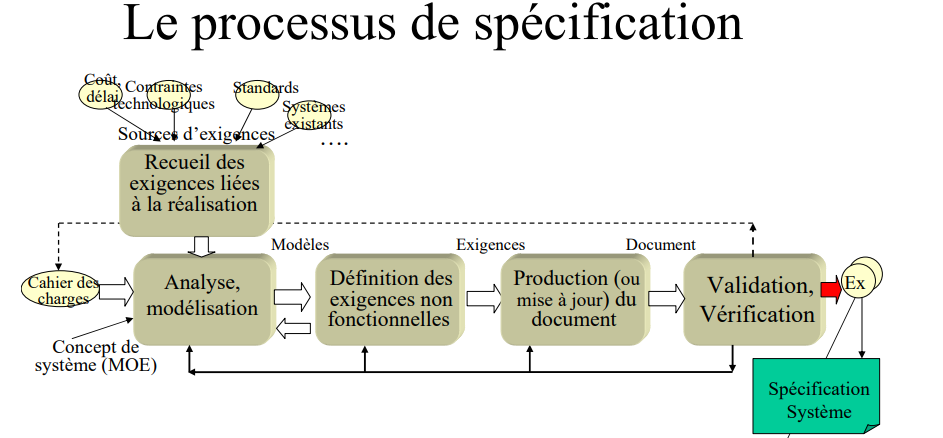 Le processus de spécification
Coût,
délai
Contraintes
technologiques
Standards
Systèmes
existants
Sources d'exigences
….
Recueil des
exigences liées
à la réalisation
Modèles
Exigences
Document
Cahier des
charges
Analyse,
modélisation
Définition des
exigences non
fonctionnelles
Production (ou
mise à jour) du
document
Validation,
Vérification
Ex
Concept de
système (MOE)
Spécification
Système